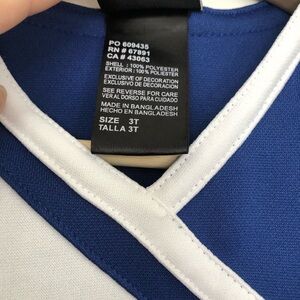 PO 609435
RN # 67891
CA # 43063
SHELL : 100% POLYESTER
EXTERIOR : 100% POLIESTER
EXCLUSIVE OF DECORATION
EXCLUSIVO DE DECORACION
SEE REVERSE FOR CARE
VER AL DORSO PARA CUIDADO
MADE IN BANGLADESH
HECHO EN BANGLADESH
SIZE 3T
TALLA 3T